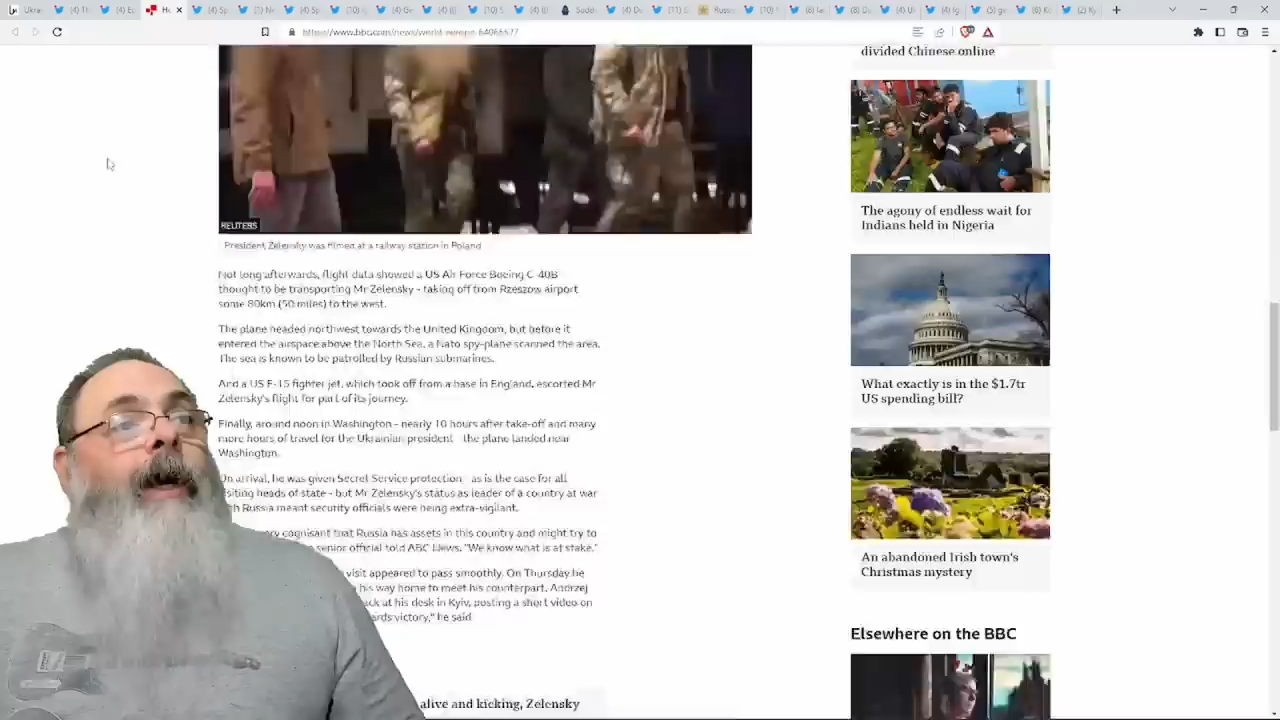 https://www.bbc.com/news/world-europe-64066577
REUTERS
President Zelensky was filmed at a railway station in Poland
Not long afterwards, flight data showed a US Air Force Boeing C-40B
thought to be transporting Mr Zelensky - taking off from Rzeszow airport
some 80km (50 miles) to the west.
The plane headed northwest towards the United Kingdom, but before it
entered the airspace above the North Sea, a Nato spy-plane scanned the area.
The sea is known to be patrolled by Russian submarines.
And a US F-15 fighter jet, which took off from a base in England, escorted Mr
Zelensky's flight for part of its journey.
Finally, around noon in Washington - nearly 10 hours after take-off and many
more hours of travel for the Ukrainian president - the plane landed near
Washington.
On arrival, he was given Secret Service protection - as is the case for all
visiting heads of state - but Mr Zelensky's status as leader of a country at war
with Russia meant security officials were being extra-vigilant.
cognisant that Russia has assets in this country and might try to
senior official told ABC News. "We know what is at stake."
visit appeared to pass smoothly. On Thursday he
his way home to meet his counterpart, Andrzej
at his desk in Kyiv, posting a short video on
victory," he said
alive and kicking, Zelensky
divided Chinese online
The agony of endless wait for
Indians held in Nigeria
What exactly is in the $1.7tr
US spending bill?
An abandoned Irish town's
Christmas mystery
Elsewhere on the BBC